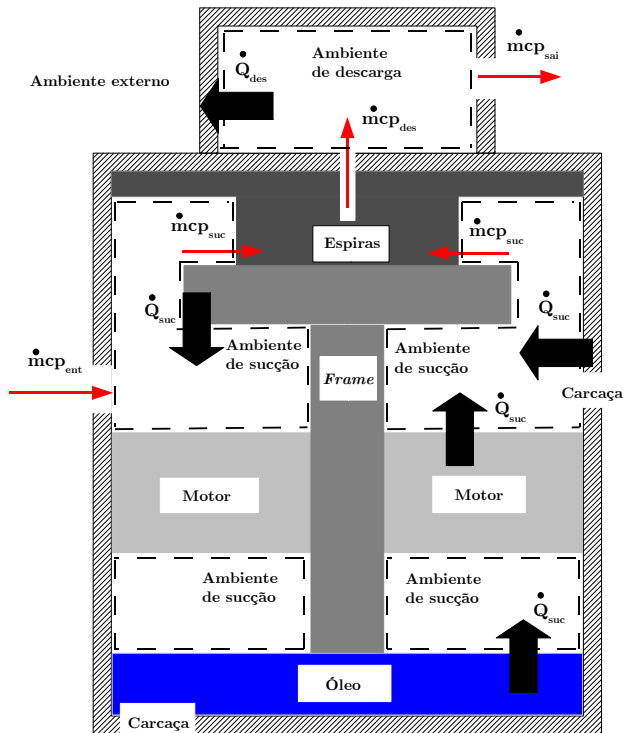 ṁcp_sai
Ambiente
de descarga
Q̇_des
Ambiente externo
ṁcp_des
ṁcp_suc
ṁcp_suc
Espiras
Q̇_suc
Q̇_suc
Ambiente
de sucção
Ambiente
de sucção
ṁcp_ent
Frame
Carcaça
Q̇_suc
Motor
Motor
Ambiente
de sucção
Ambiente
de sucção
Q̇_suc
Óleo
Carcaça